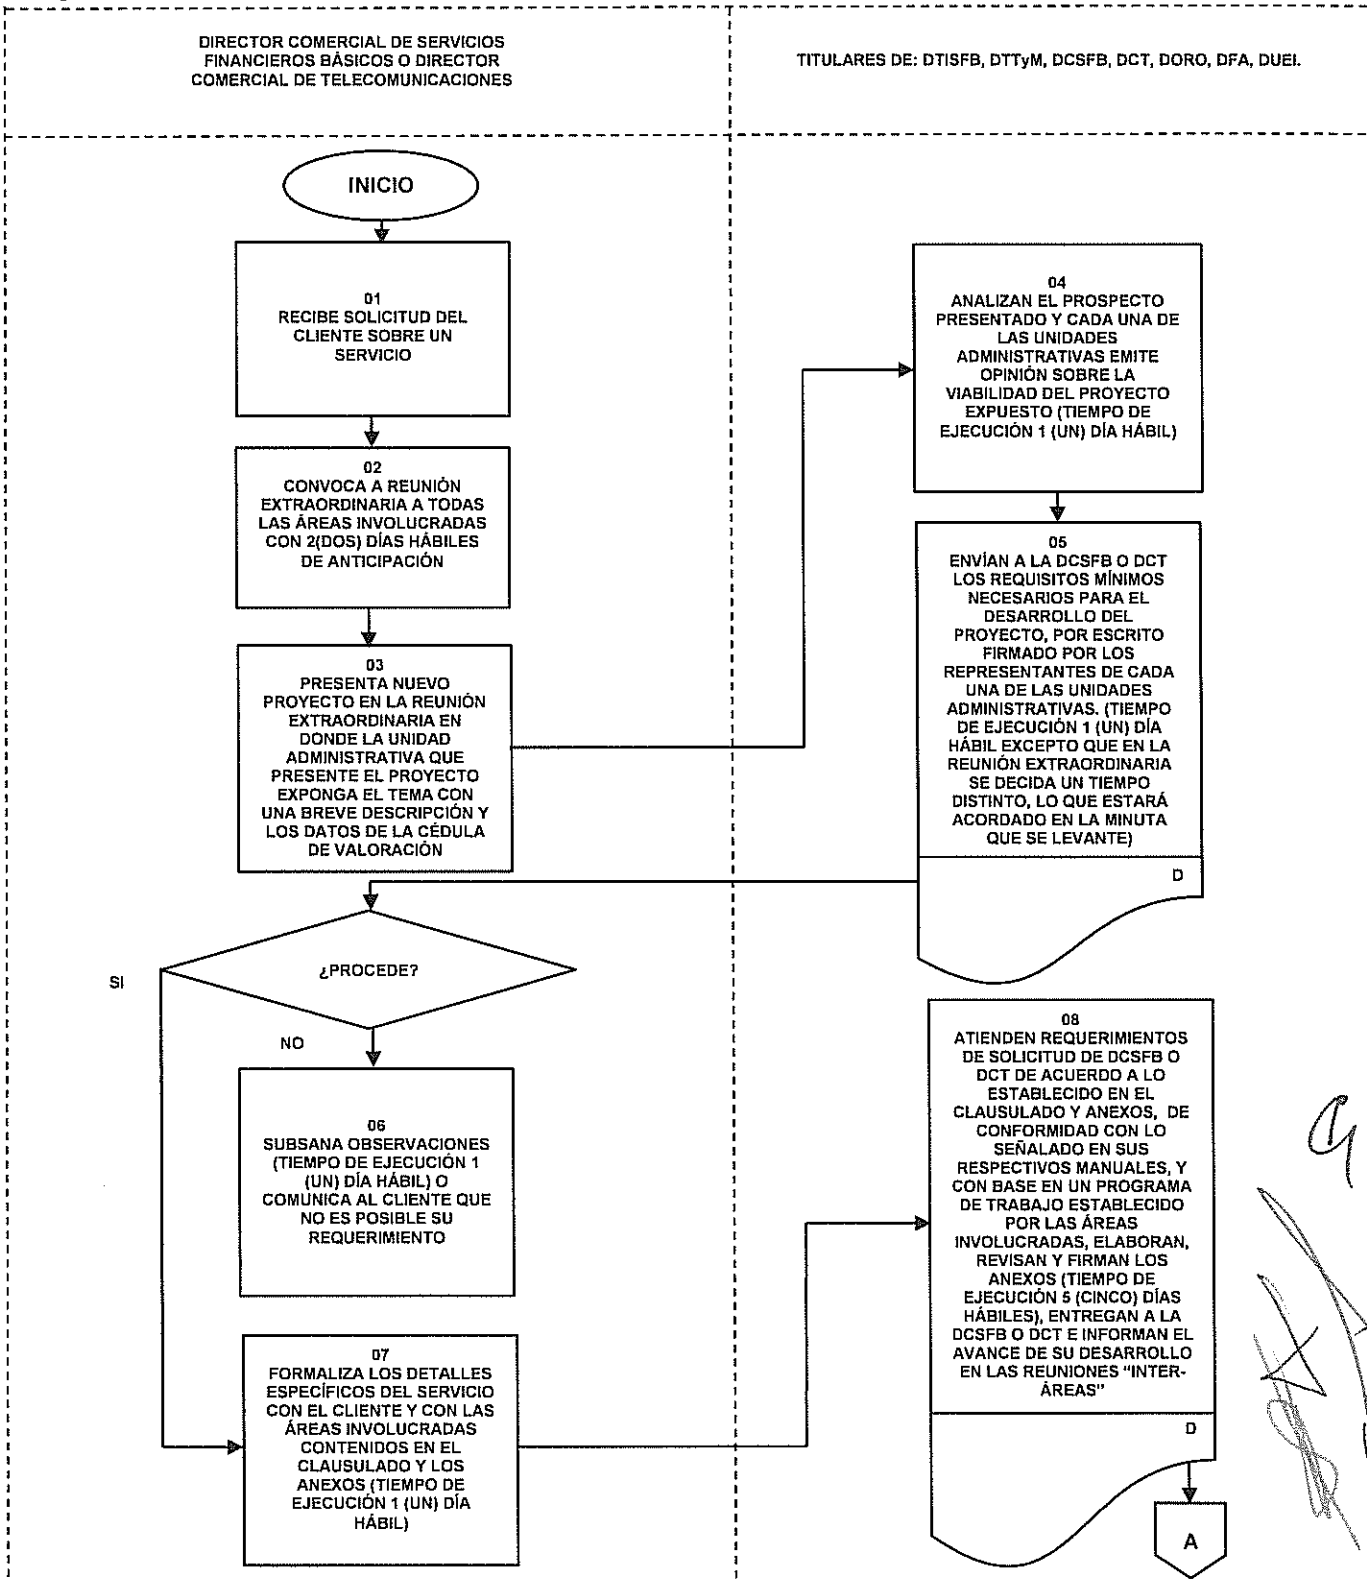 DIRECTOR COMERCIAL DE SERVICIOS
FINANCIEROS BÁSICOS O DIRECTOR
COMERCIAL DE TELECOMUNICACIONES
TITULARES DE: DTISFB, DTTyM, DCSFB, DCT, DORO, DFA, DUEI.
INICIO
01
RECIBE SOLICITUD DEL
CLIENTE SOBRE UN
SERVICIO
02
CONVOCA A REUNIÓN
EXTRAORDINARIA A TODAS
LAS ÁREAS INVOLUCRADAS
CON 2(DOS) DÍAS HÁBILES
DE ANTICIPACIÓN
03
PRESENTA NUEVO
PROYECTO EN LA REUNIÓN
EXTRAORDINARIA EN
DONDE LA UNIDAD
ADMINISTRATIVA QUE
PRESENTE EL PROYECTO
EXPONGA EL TEMA CON
UNA BREVE DESCRIPCIÓN Y
LOS DATOS DE LA CÉDULA
DE VALORACIÓN
04
ANALIZAN EL PROSPECTO
PRESENTADO Y CADA UNA DE
LAS UNIDADES
ADMINISTRATIVAS EMITE
OPINIÓN SOBRE LA
VIABILIDAD DEL PROYECTO
EXPUESTO (TIEMPO DE
EJECUCIÓN 1 (UN) DÍA HÁBIL)
05
ENVÍAN A LA DCSFB O DCT
LOS REQUISITOS MÍNIMOS
NECESARIOS PARA EL
DESARROLLO DEL
PROYECTO, POR ESCRITO
FIRMADO POR LOS
REPRESENTANTES DE CADA
UNA DE LAS UNIDADES
ADMINISTRATIVAS. (TIEMPO
DE EJECUCIÓN 1 (UN) DÍA
HÁBIL EXCEPTO QUE EN LA
REUNIÓN EXTRAORDINARIA
SE DECIDA UN TIEMPO
DISTINTO, LO QUE ESTARÁ
ACORDADO EN LA MINUTA
QUE SE LEVANTE)
D
¿PROCEDE?
SI
NO
06
SUBSANA OBSERVACIONES
(TIEMPO DE EJECUCIÓN 1
(UN) DÍA HÁBIL) O
COMUNICA AL CLIENTE QUE
NO ES POSIBLE SU
REQUERIMIENTO
07
FORMALIZA LOS DETALLES
ESPECÍFICOS DEL SERVICIO
CON EL CLIENTE Y CON LAS
ÁREAS INVOLUCRADAS
CONTENIDOS EN EL
CLAUSULADO Y LOS
ANEXOS (TIEMPO DE
EJECUCIÓN 1 (UN) DÍA
HÁBIL)
08
ATIENDEN REQUERIMIENTOS
DE SOLICITUD DE DCSFB O
DCT DE ACUERDO A LO
ESTABLECIDO EN EL
CLAUSULADO Y ANEXOS, DE
CONFORMIDAD CON LO
SEÑALADO EN SUS
RESPECTIVOS MANUALES, Y
CON BASE EN UN PROGRAMA
DE TRABAJO ESTABLECIDO
POR LAS ÁREAS
INVOLUCRADAS, ELABORAN,
REVISAN Y FIRMAN LOS
ANEXOS (TIEMPO DE
EJECUCIÓN 5 (CINCO) DÍAS
HÁBILES), ENTREGAN A LA
DCSFB O DCT E INFORMAN EL
AVANCE DE SU DESARROLLO
EN LAS REUNIONES "INTER-
ÁREAS"
D
A